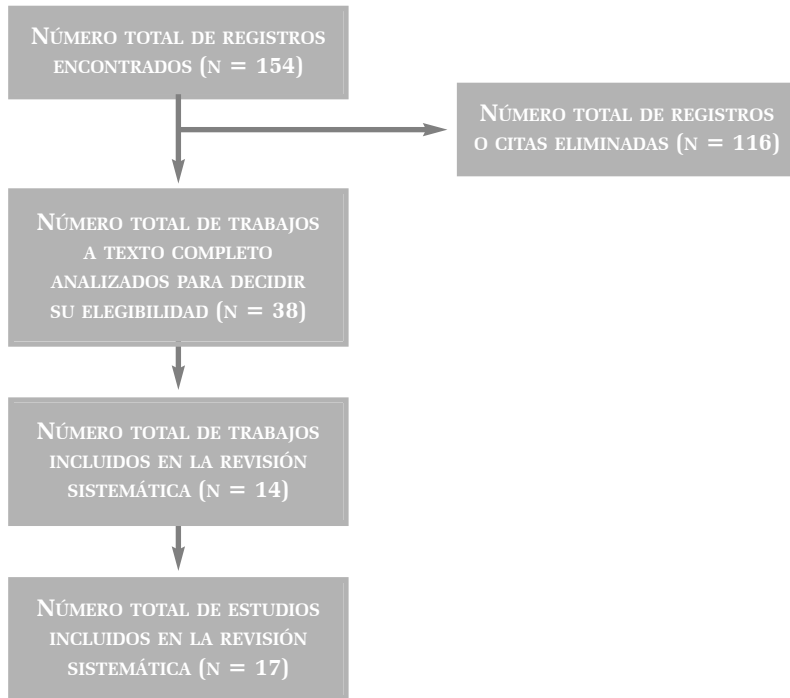 NÚMERO TOTAL DE REGISTROS
ENCONTRADOS (N = 154)
NÚMERO TOTAL DE REGISTROS
O CITAS ELIMINADAS (N = 116)
NÚMERO TOTAL DE TRABAJOS
A TEXTO COMPLETO
ANALIZADOS PARA DECIDIR
SU ELEGIBILIDAD (N = 38)
NÚMERO TOTAL DE TRABAJOS
INCLUIDOS EN LA REVISIÓN
SISTEMÁTICA (N = 14)
NÚMERO TOTAL DE ESTUDIOS
INCLUIDOS EN LA REVISIÓN
SISTEMÁTICA (N = 17)